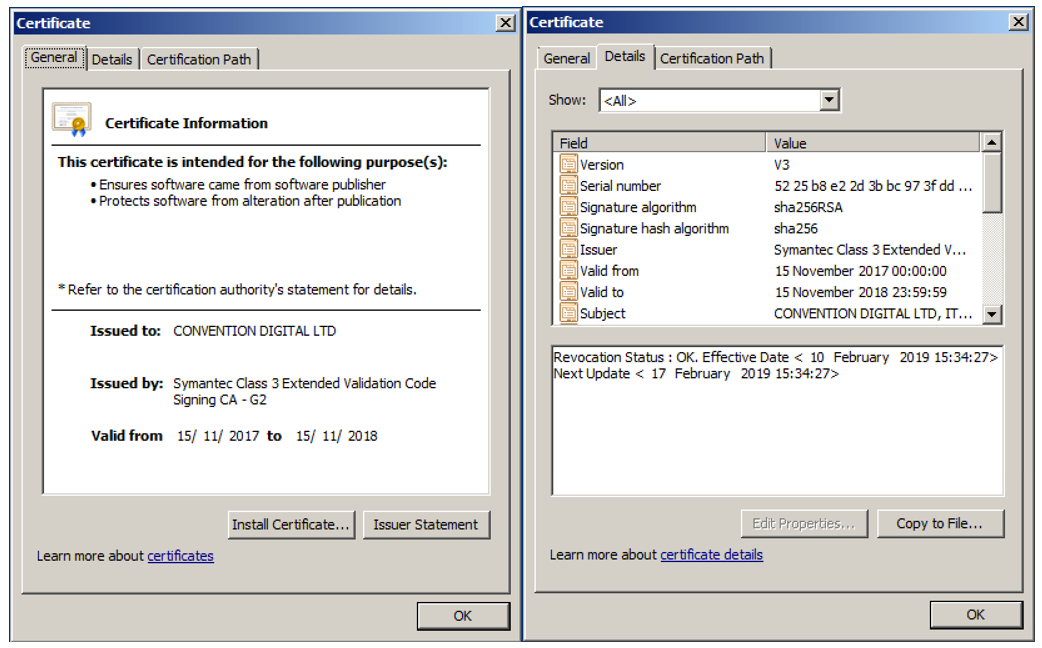 Certificate
General Details Certification Path
Certificate Information
This certificate is intended for the following purpose(s):
• Ensures software came from software publisher
• Protects software from alteration after publication
* Refer to the certification authority's statement for details.
Issued to: CONVENTION DIGITAL LTD
Issued by: Symantec Class 3 Extended Validation Code
Signing CA - G2
Valid from 15/ 11/ 2017 to 15/ 11/ 2018
Install Certificate... Issuer Statement
Learn more about certificates
OK
Certificate
General Details Certification Path
Show: <All>
Field Value
Version V3
Serial number 52 25 b8 e2 2d 3b bc 97 3f dd ...
Signature algorithm sha256RSA
Signature hash algorithm sha256
Issuer Symantec Class 3 Extended V...
Valid from 15 November 2017 00:00:00
Valid to 15 November 2018 23:59:59
Subject CONVENTION DIGITAL LTD, IT...
Revocation Status : OK. Effective Date < 10 February 2019 15:34:27>
Next Update < 17 February 2019 15:34:27>
Edit Properties... Copy to File...
Learn more about certificate details
OK